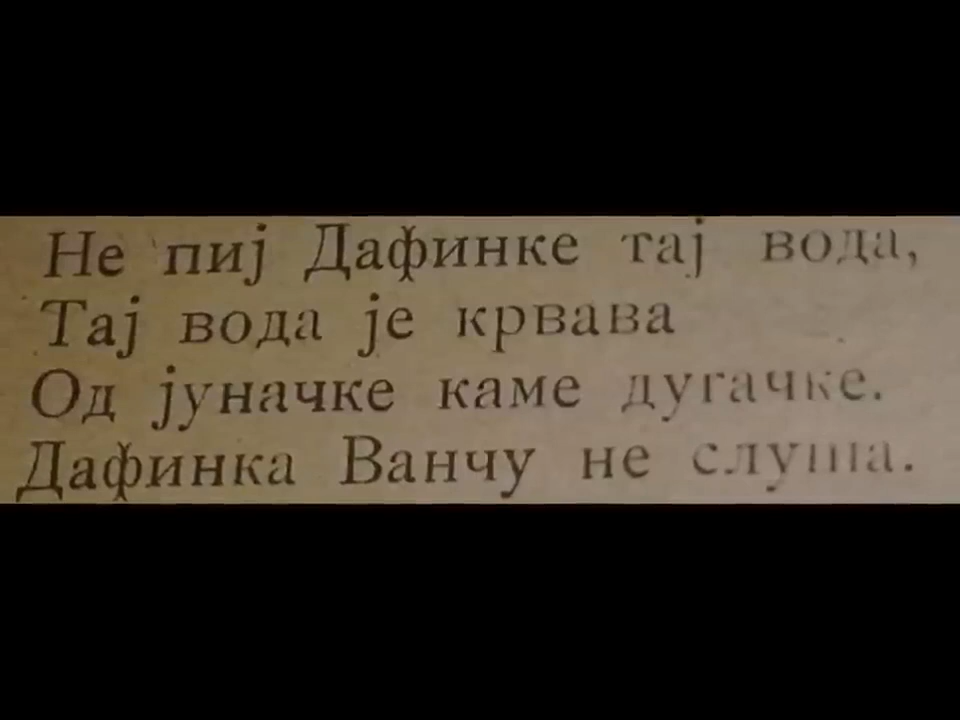 Не пиј Дафинке тај вода,
Тај вода је крвава
Од јуначке каме дугачке.
Дафинка Ванчу не слуша.